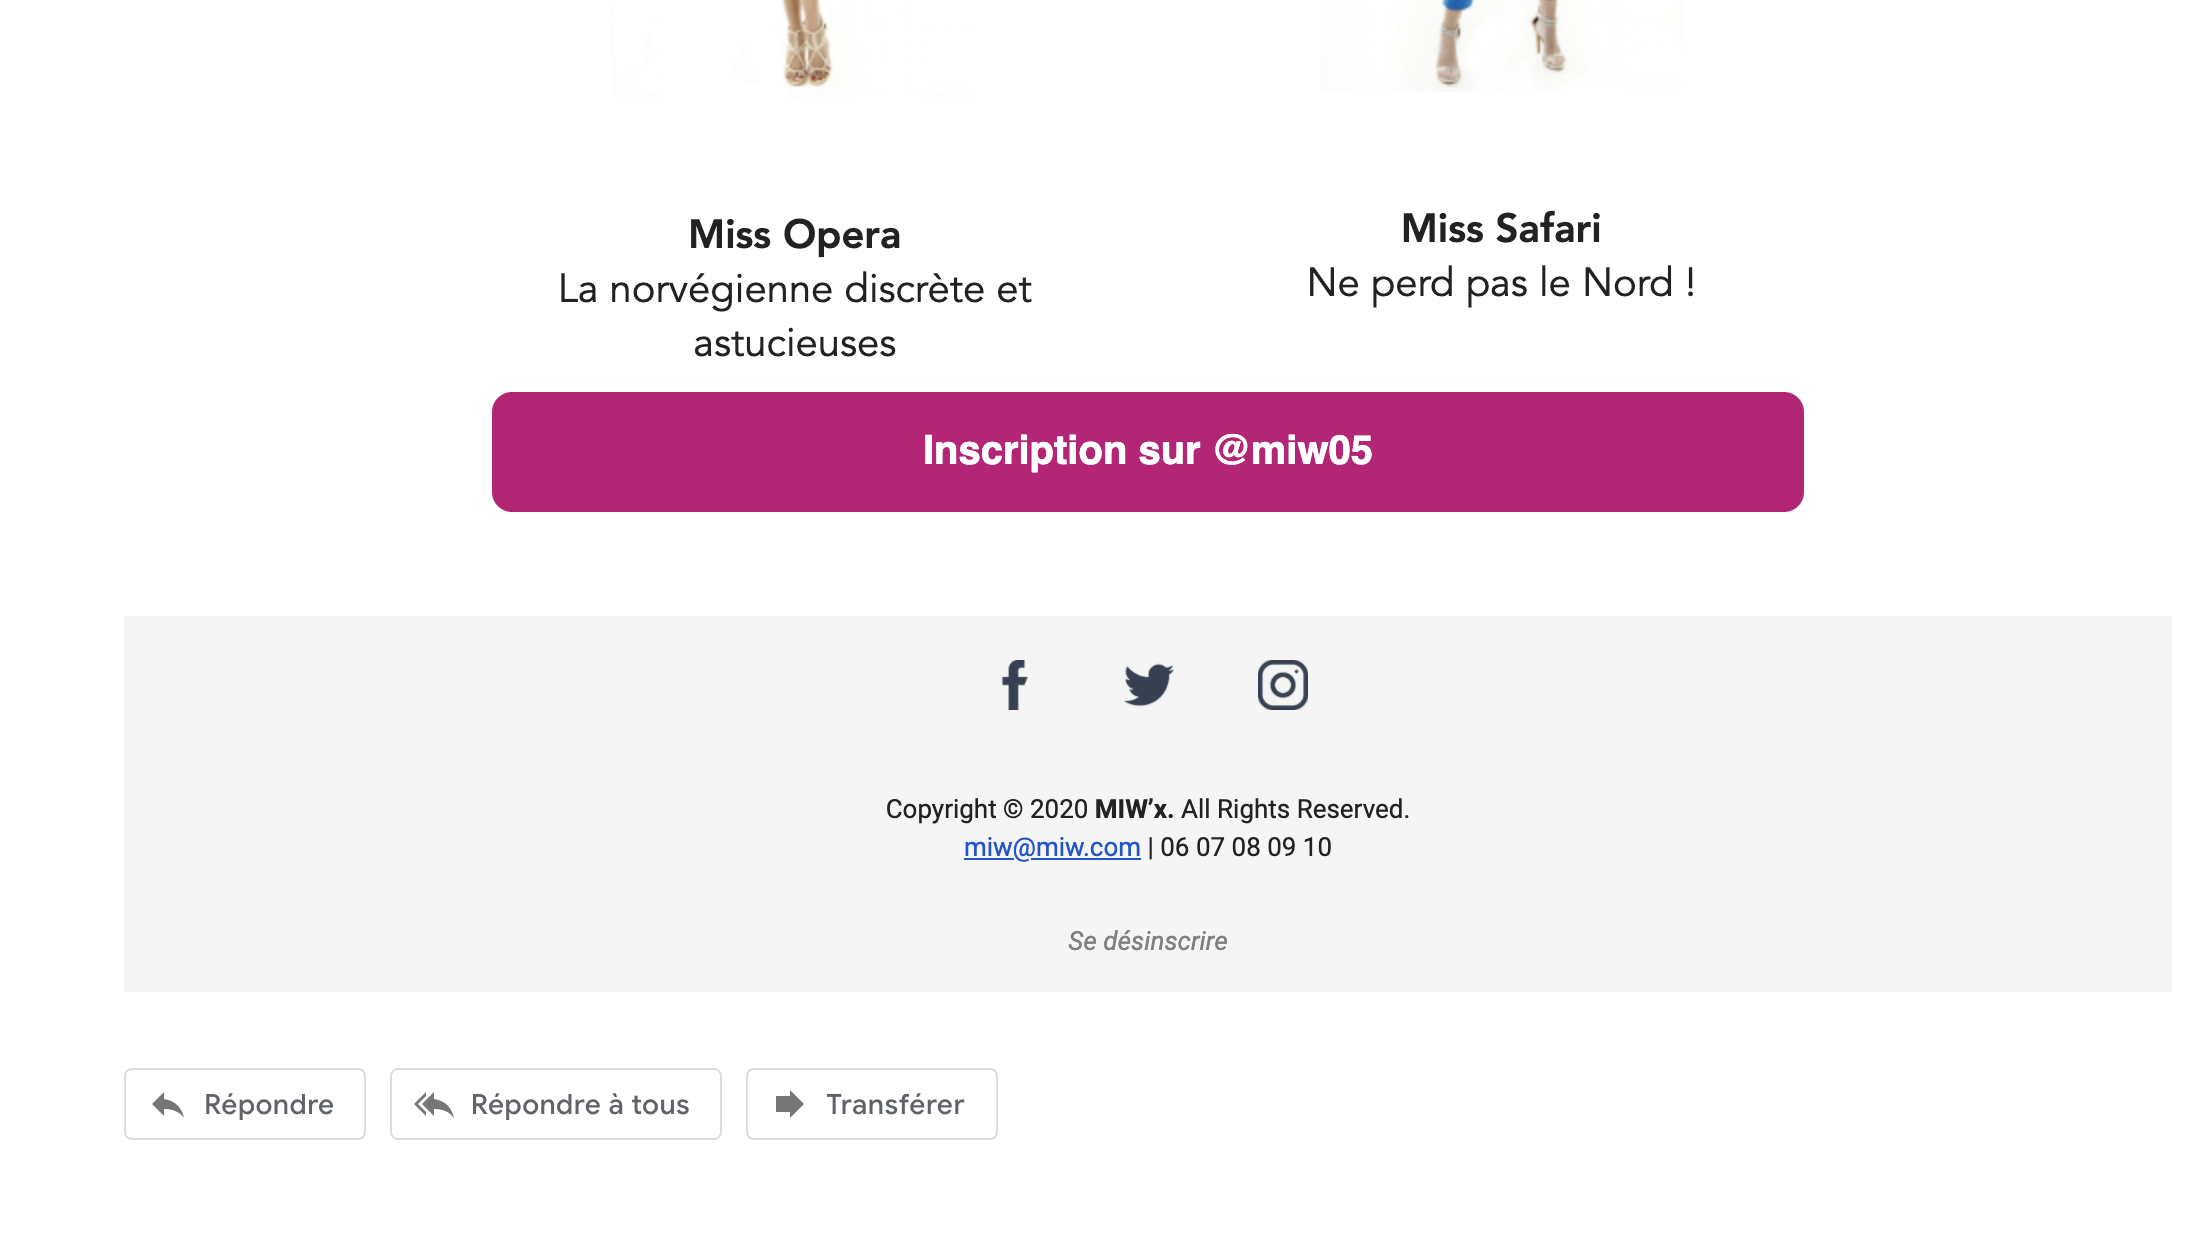 Miss Opera
La norvégienne discrète et
astucieuses
Miss Safari
Ne perd pas le Nord !
Inscription sur @miw05
Copyright © 2020 MIW’x. All Rights Reserved.
miw@miw.com | 06 07 08 09 10
Se désinscrire
Répondre
Répondre à tous
Transférer